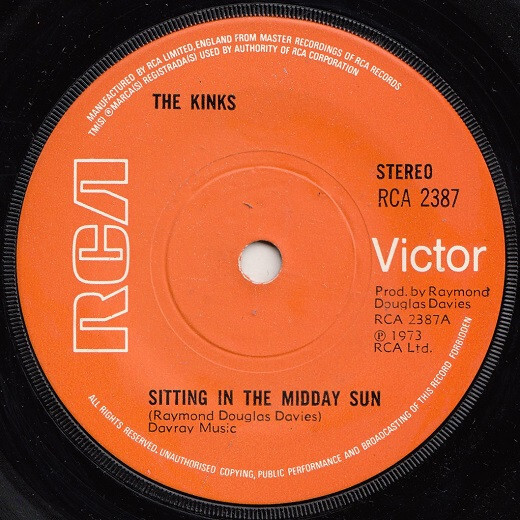 MANUFACTURED BY RCA LIMITED, ENGLAND FROM MASTER RECORDINGS OF RCA RECORDS
TM(S) ® MARCA(S) REGISTRADA(S) USED BY AUTHORITY OF RCA CORPORATION
THE KINKS
STEREO
RCA 2387
RCA
Victor
Prod. by Raymond
Douglas Davies
RCA 2387A
℗ 1973
RCA Ltd.
SITTING IN THE MIDDAY SUN
(Raymond Douglas Davies)
Davray Music
ALL RIGHTS RESERVED. UNAUTHORISED COPYING, PUBLIC PERFORMANCE AND BROADCASTING OF THIS RECORD FORBIDDEN